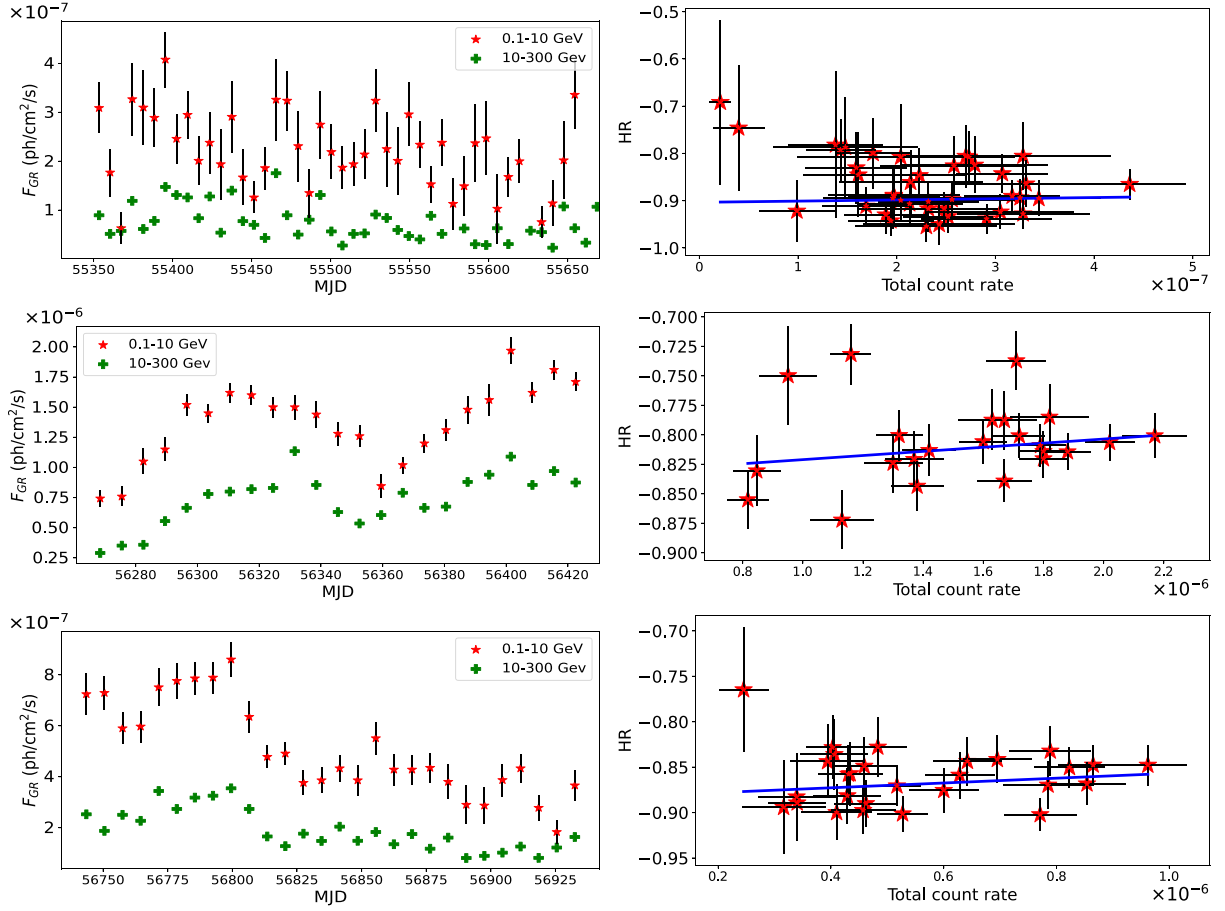 ×10⁻⁷
0.1-10 GeV
10-300 Gev
F_GR (ph/cm²/s)
4
3
2
1
55350 55400 55450 55500 55550 55600 55650
MJD
−0.5
−0.6
−0.7
−0.8
−0.9
−1.0
HR
0 1 2 3 4 5
Total count rate
×10⁻⁷
×10⁻⁶
0.1-10 GeV
10-300 Gev
F_GR (ph/cm²/s)
2.00
1.75
1.50
1.25
1.00
0.75
0.50
0.25
56280 56300 56320 56340 56360 56380 56400 56420
MJD
−0.700
−0.725
−0.750
−0.775
−0.800
−0.825
−0.850
−0.875
−0.900
HR
0.8 1.0 1.2 1.4 1.6 1.8 2.0 2.2
Total count rate
×10⁻⁶
×10⁻⁷
0.1-10 GeV
10-300 Gev
F_GR (ph/cm²/s)
8
6
4
2
56750 56775 56800 56825 56850 56875 56900 56925
MJD
−0.70
−0.75
−0.80
−0.85
−0.90
−0.95
HR
0.2 0.4 0.6 0.8 1.0
Total count rate
×10⁻⁶